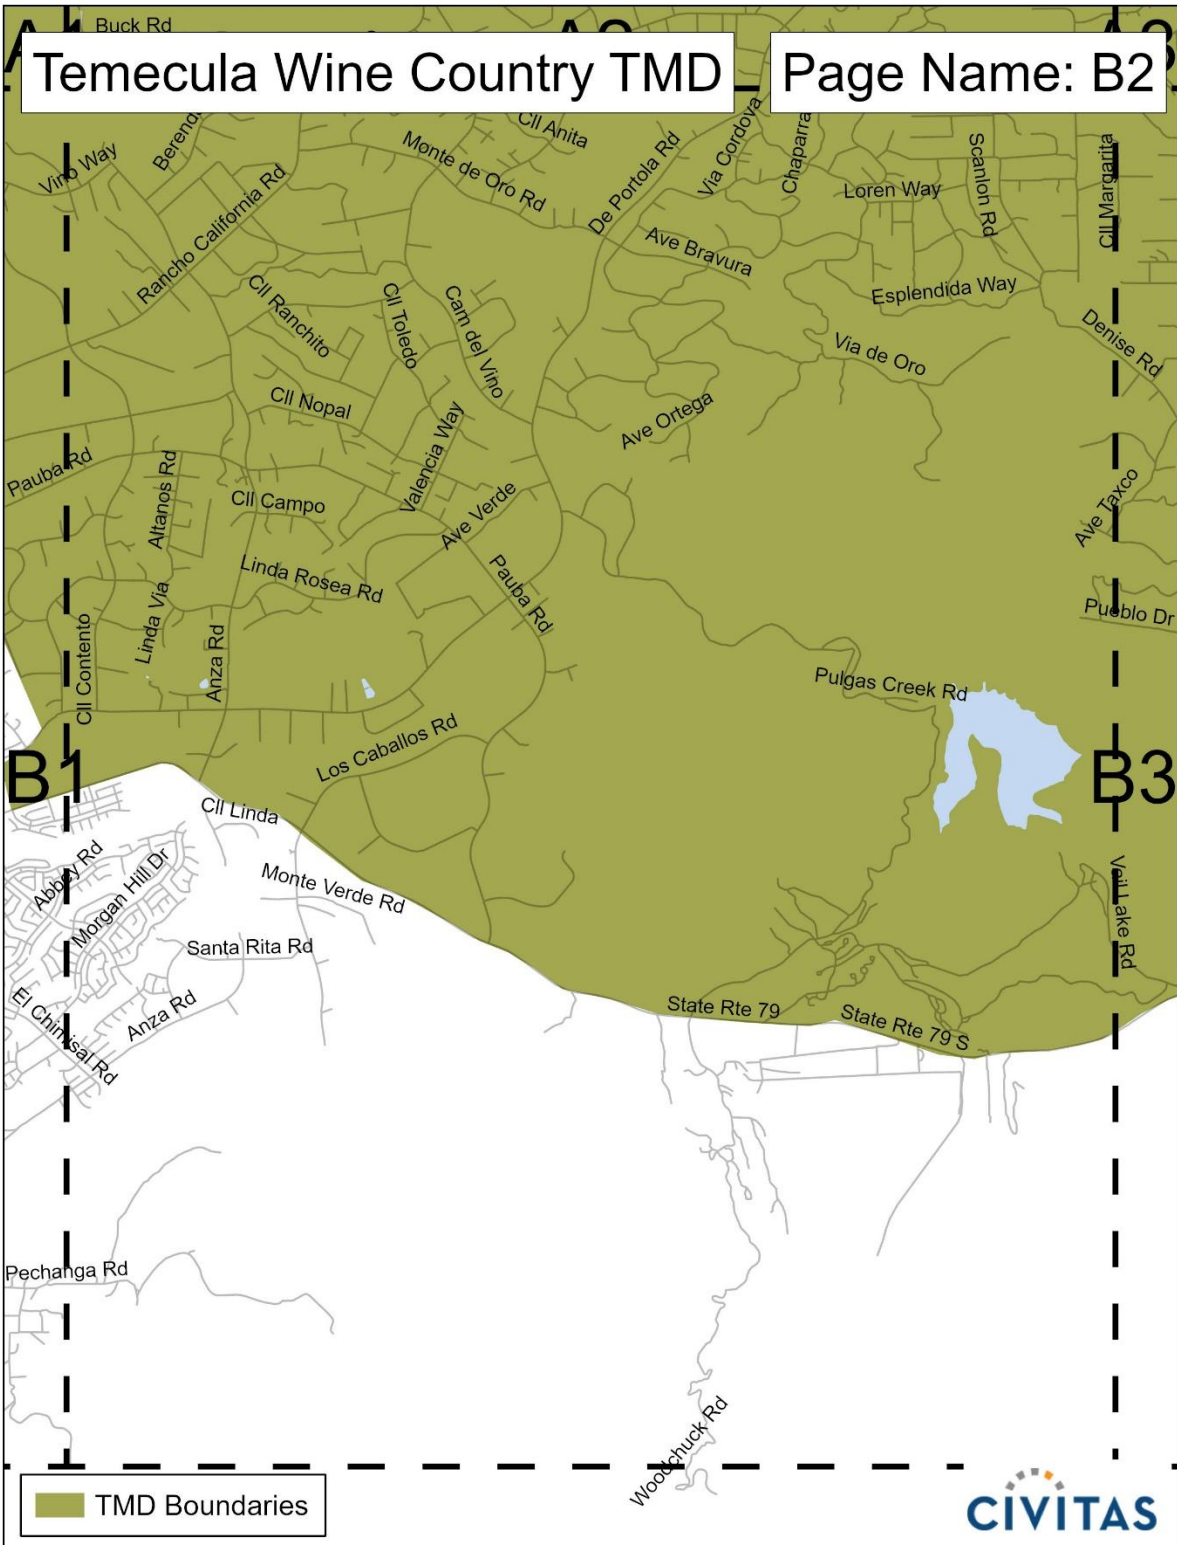 A1
Buck Rd
A2
A3
Temecula Wine Country TMD
Page Name: B2
Vino Way
Cll Anita
Monte de Oro Rd
De Portola Rd
Via Cordova
Loren Way
Scanlon Rd
Cll Margarita
Rancho California Rd
Ave Bravura
Esplendida Way
Cll Ranchito
Cll Toledo
Cam del Vino
Denise Rd
Via de Oro
Cll Nopal
Ave Ortega
Valencia Way
Pauba Rd
Altanos Rd
Cll Campo
Ave Verde
Ave Taxco
Linda Rosea Rd
Pauba Rd
Pueblo Dr
Linda Via
Cll Contento
Anza Rd
Pulgas Creek Rd
Los Caballos Rd
B1
B3
Cll Linda
Abbey Rd
Morgan Hill Dr
Monte Verde Rd
Vail Lake Rd
Santa Rita Rd
El Chimisal Rd
Anza Rd
State Rte 79
State Rte 79 S
Pechanga Rd
Woodchuck Rd
TMD Boundaries
CIVITAS